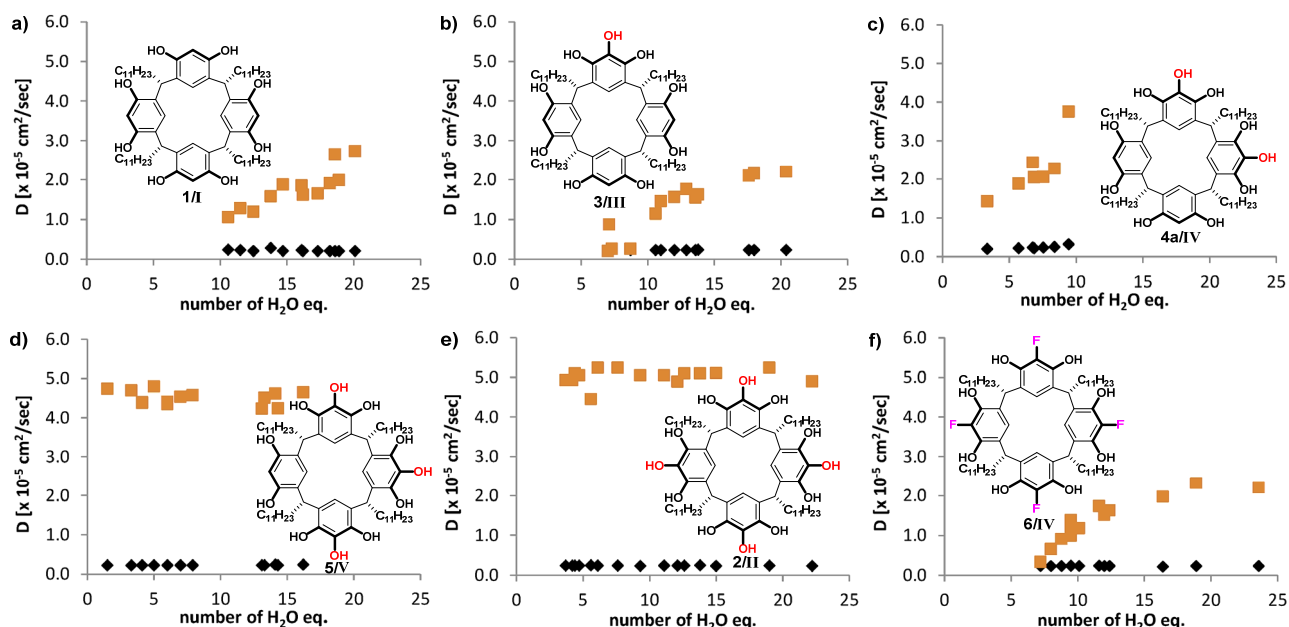 a)
6.0
5.0
4.0
3.0
2.0
1.0
0.0
D [x 10⁻⁵ cm²/sec]
HO OH
C₁₁H₂₃ C₁₁H₂₃
HO OH
HO OH
C₁₁H₂₃ C₁₁H₂₃
HO OH
1/I
0 5 10 15 20 25
number of H₂O eq.
b)
6.0
5.0
4.0
3.0
2.0
1.0
0.0
D [x 10⁻⁵ cm²/sec]
OH
HO OH
C₁₁H₂₃ C₁₁H₂₃
HO OH
HO OH
C₁₁H₂₃ C₁₁H₂₃
HO OH
3/III
0 5 10 15 20 25
number of H₂O eq.
c)
6.0
5.0
4.0
3.0
2.0
1.0
0.0
D [x 10⁻⁵ cm²/sec]
OH
HO OH
C₁₁H₂₃ C₁₁H₂₃
HO OH
OH
HO OH
C₁₁H₂₃ C₁₁H₂₃
HO OH
4a/IV
0 5 10 15 20 25
number of H₂O eq.
d)
6.0
5.0
4.0
3.0
2.0
1.0
0.0
D [x 10⁻⁵ cm²/sec]
OH
HO OH
C₁₁H₂₃ C₁₁H₂₃
HO OH
OH
HO OH
C₁₁H₂₃ C₁₁H₂₃
HO OH
OH
5/V
0 5 10 15 20 25
number of H₂O eq.
e)
6.0
5.0
4.0
3.0
2.0
1.0
0.0
D [x 10⁻⁵ cm²/sec]
OH
HO OH
C₁₁H₂₃ C₁₁H₂₃
HO OH
HO OH
HO OH
C₁₁H₂₃ C₁₁H₂₃
HO OH
OH
2/II
0 5 10 15 20 25
number of H₂O eq.
f)
6.0
5.0
4.0
3.0
2.0
1.0
0.0
D [x 10⁻⁵ cm²/sec]
F
HO OH
C₁₁H₂₃ C₁₁H₂₃
HO OH
F F
HO OH
C₁₁H₂₃ C₁₁H₂₃
HO OH
F
6/IV
0 5 10 15 20 25
number of H₂O eq.